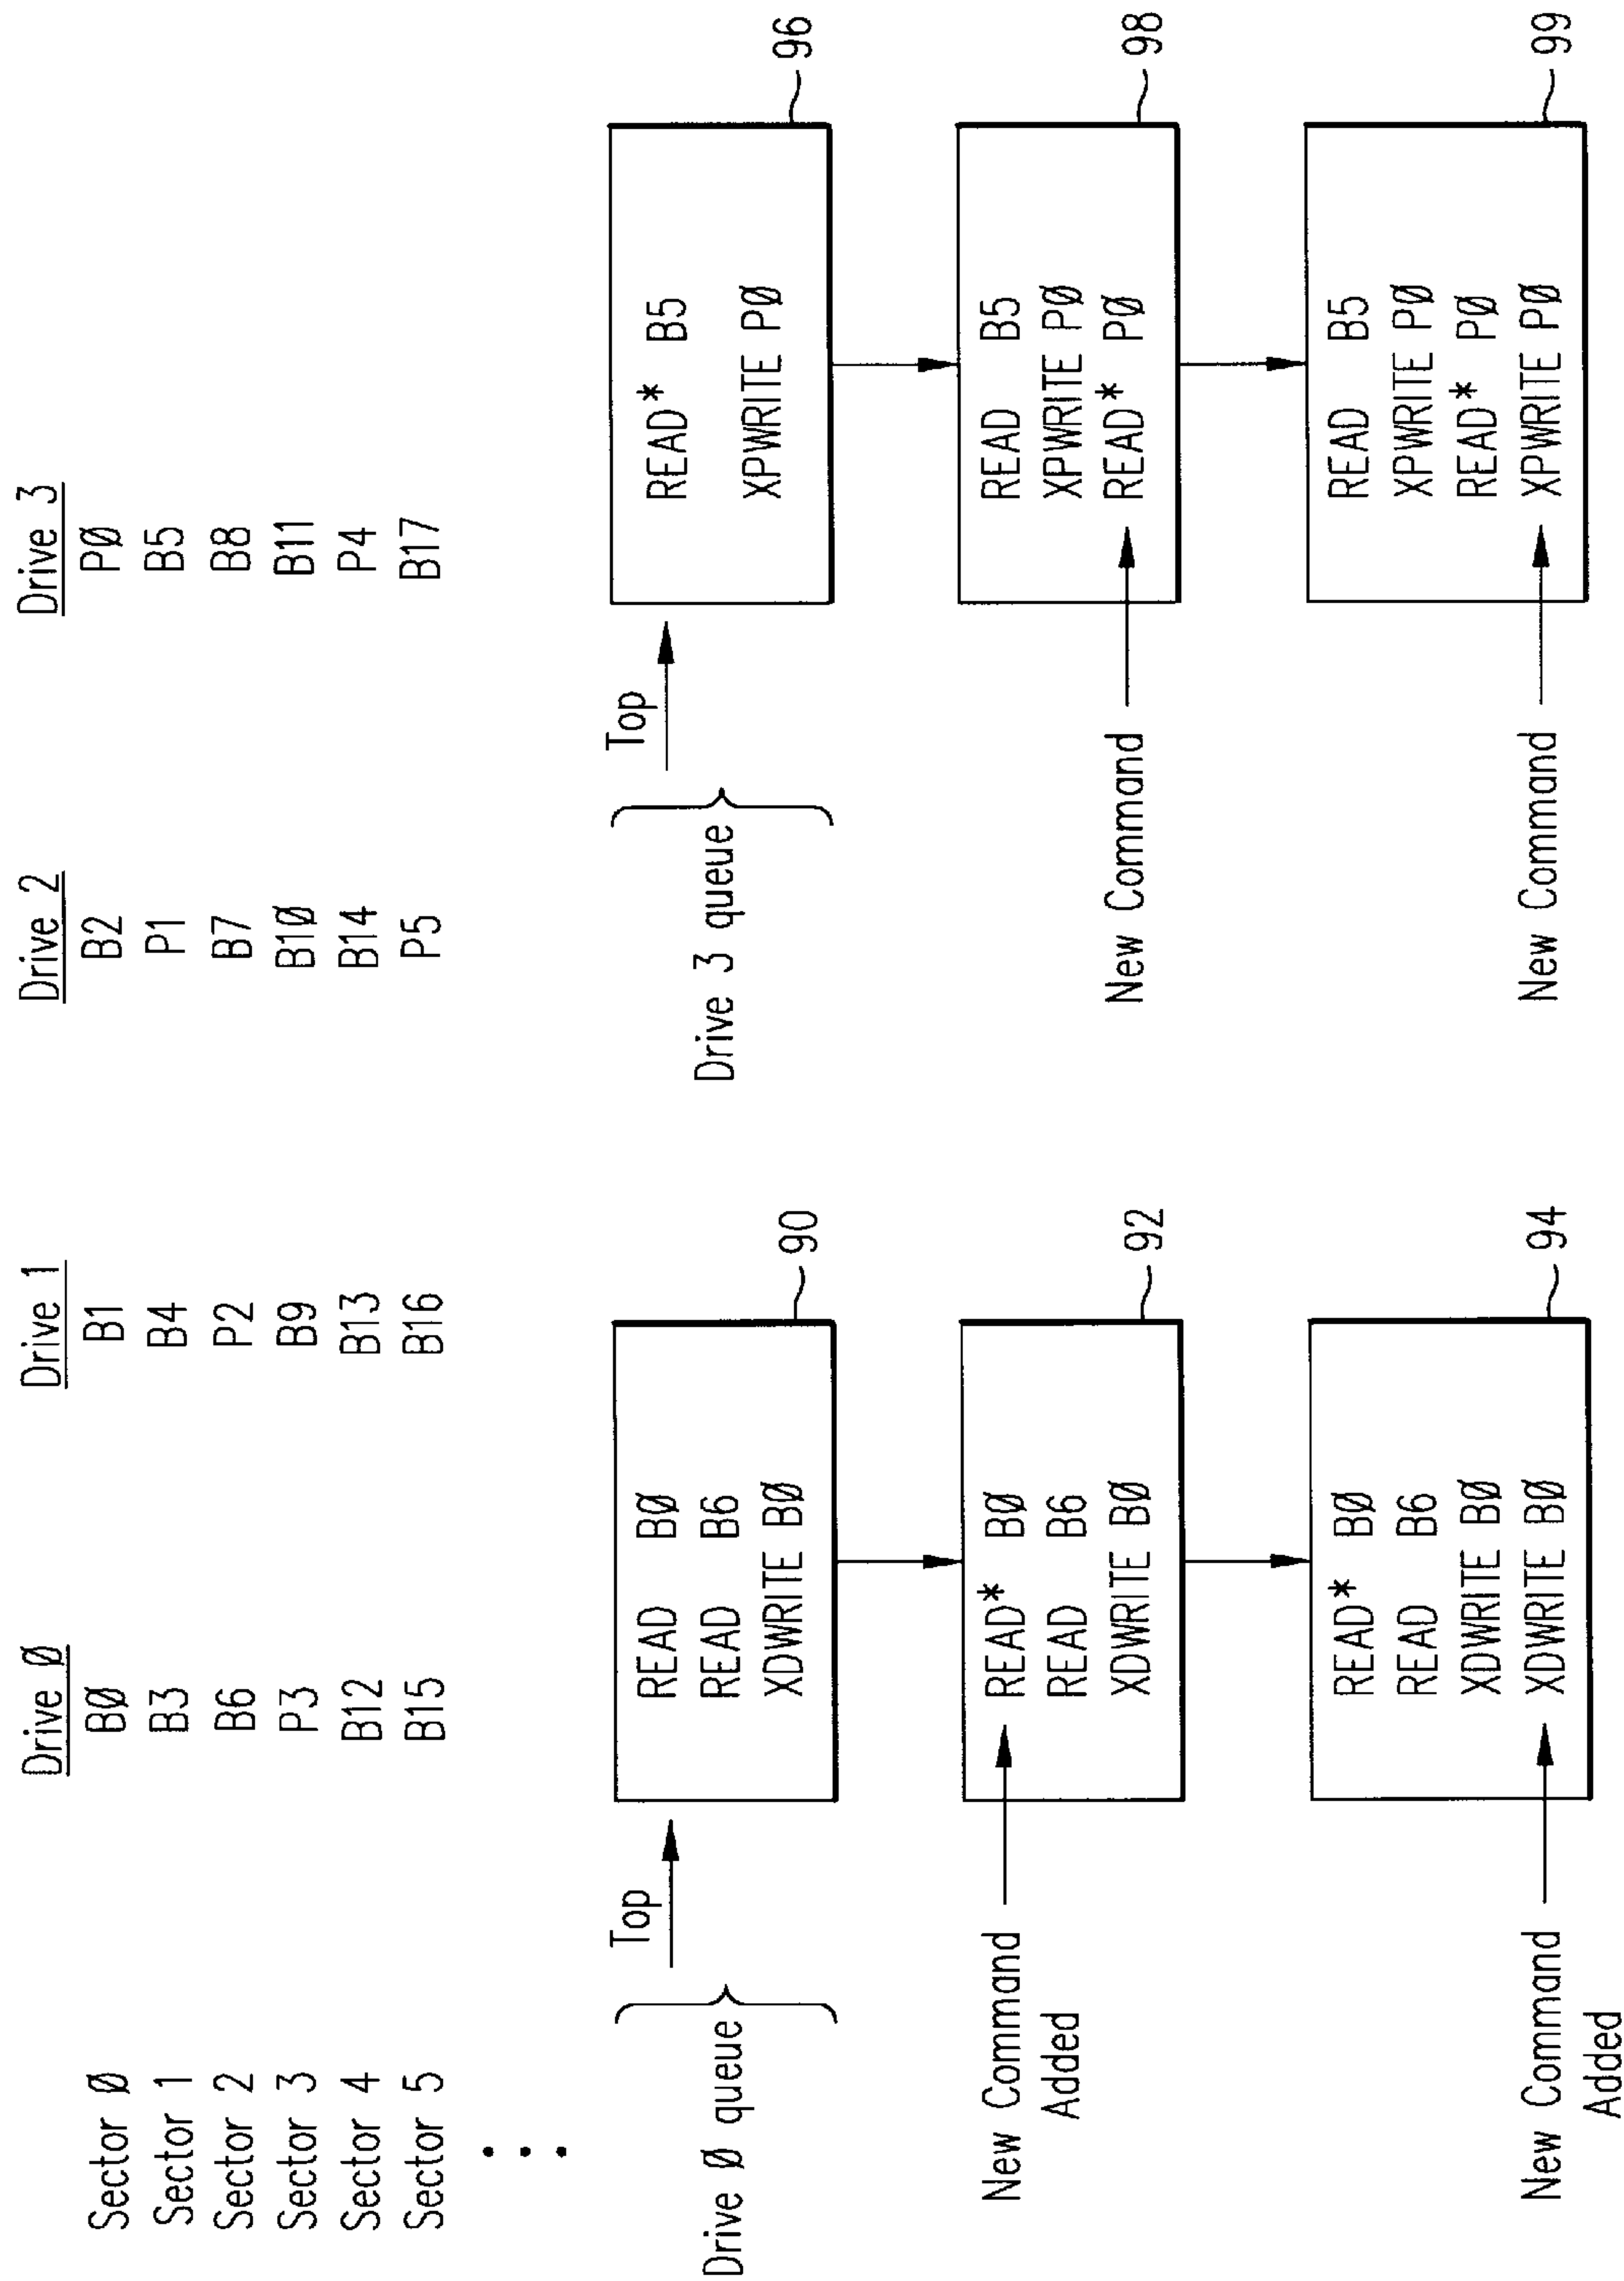 Drive Ø Drive 1 Drive 2 Drive 3
Sector Ø BØ B1 B2 PØ
Sector 1 B3 B4 P1 B5
Sector 2 B6 P2 B7 B8
Sector 3 P3 B9 B1Ø B11
Sector 4 B12 B13 B14 P4
Sector 5 B15 B16 P5 B17
Drive Ø queue
Top
READ BØ
READ B6
XDWRITE BØ
90
New Command
Added
READ* BØ
READ B6
XDWRITE BØ
92
New Command
Added
READ* BØ
READ B6
XDWRITE BØ
XDWRITE BØ
94
Drive 3 queue
Top
READ* B5
XPWRITE PØ
96
New Command
READ B5
XPWRITE PØ
READ* PØ
98
New Command
READ B5
XPWRITE PØ
READ* PØ
XPWRITE PØ
99